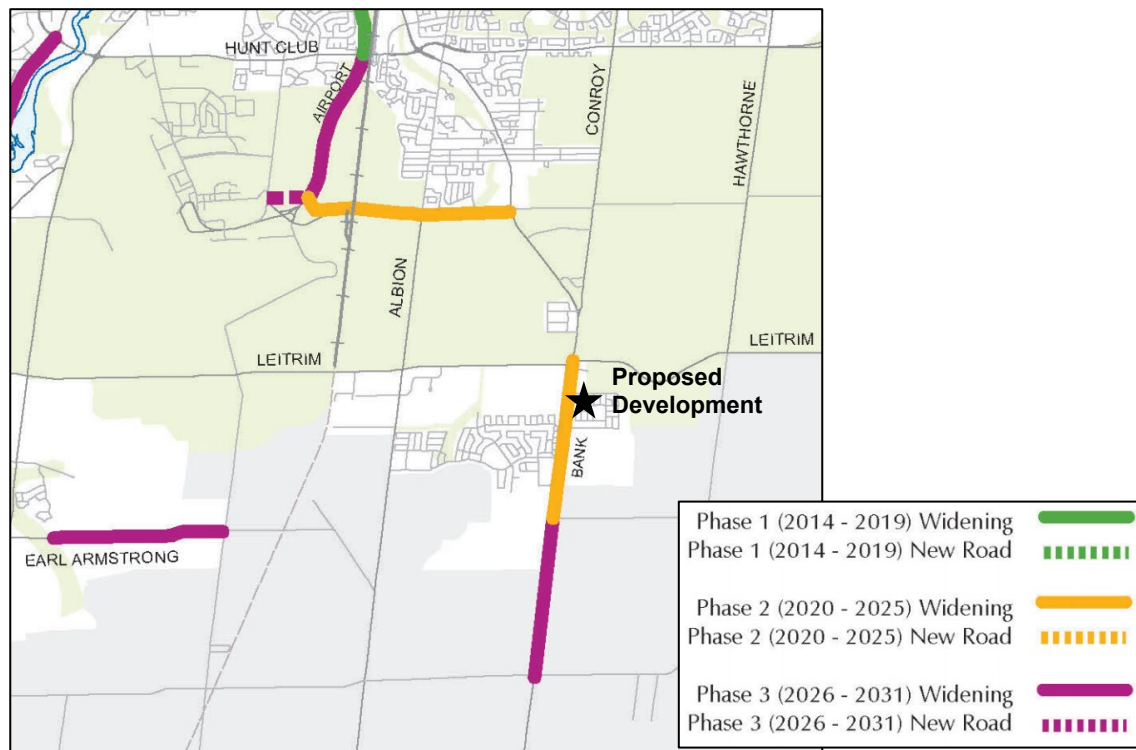 HUNT CLUB
AIRPORT
CONROY
HAWTHORNE
ALBION
LEITRIM
LEITRIM
Proposed
Development
BANK
EARL ARMSTRONG
Phase 1 (2014 - 2019) Widening
Phase 1 (2014 - 2019) New Road
Phase 2 (2020 - 2025) Widening
Phase 2 (2020 - 2025) New Road
Phase 3 (2026 - 2031) Widening
Phase 3 (2026 - 2031) New Road